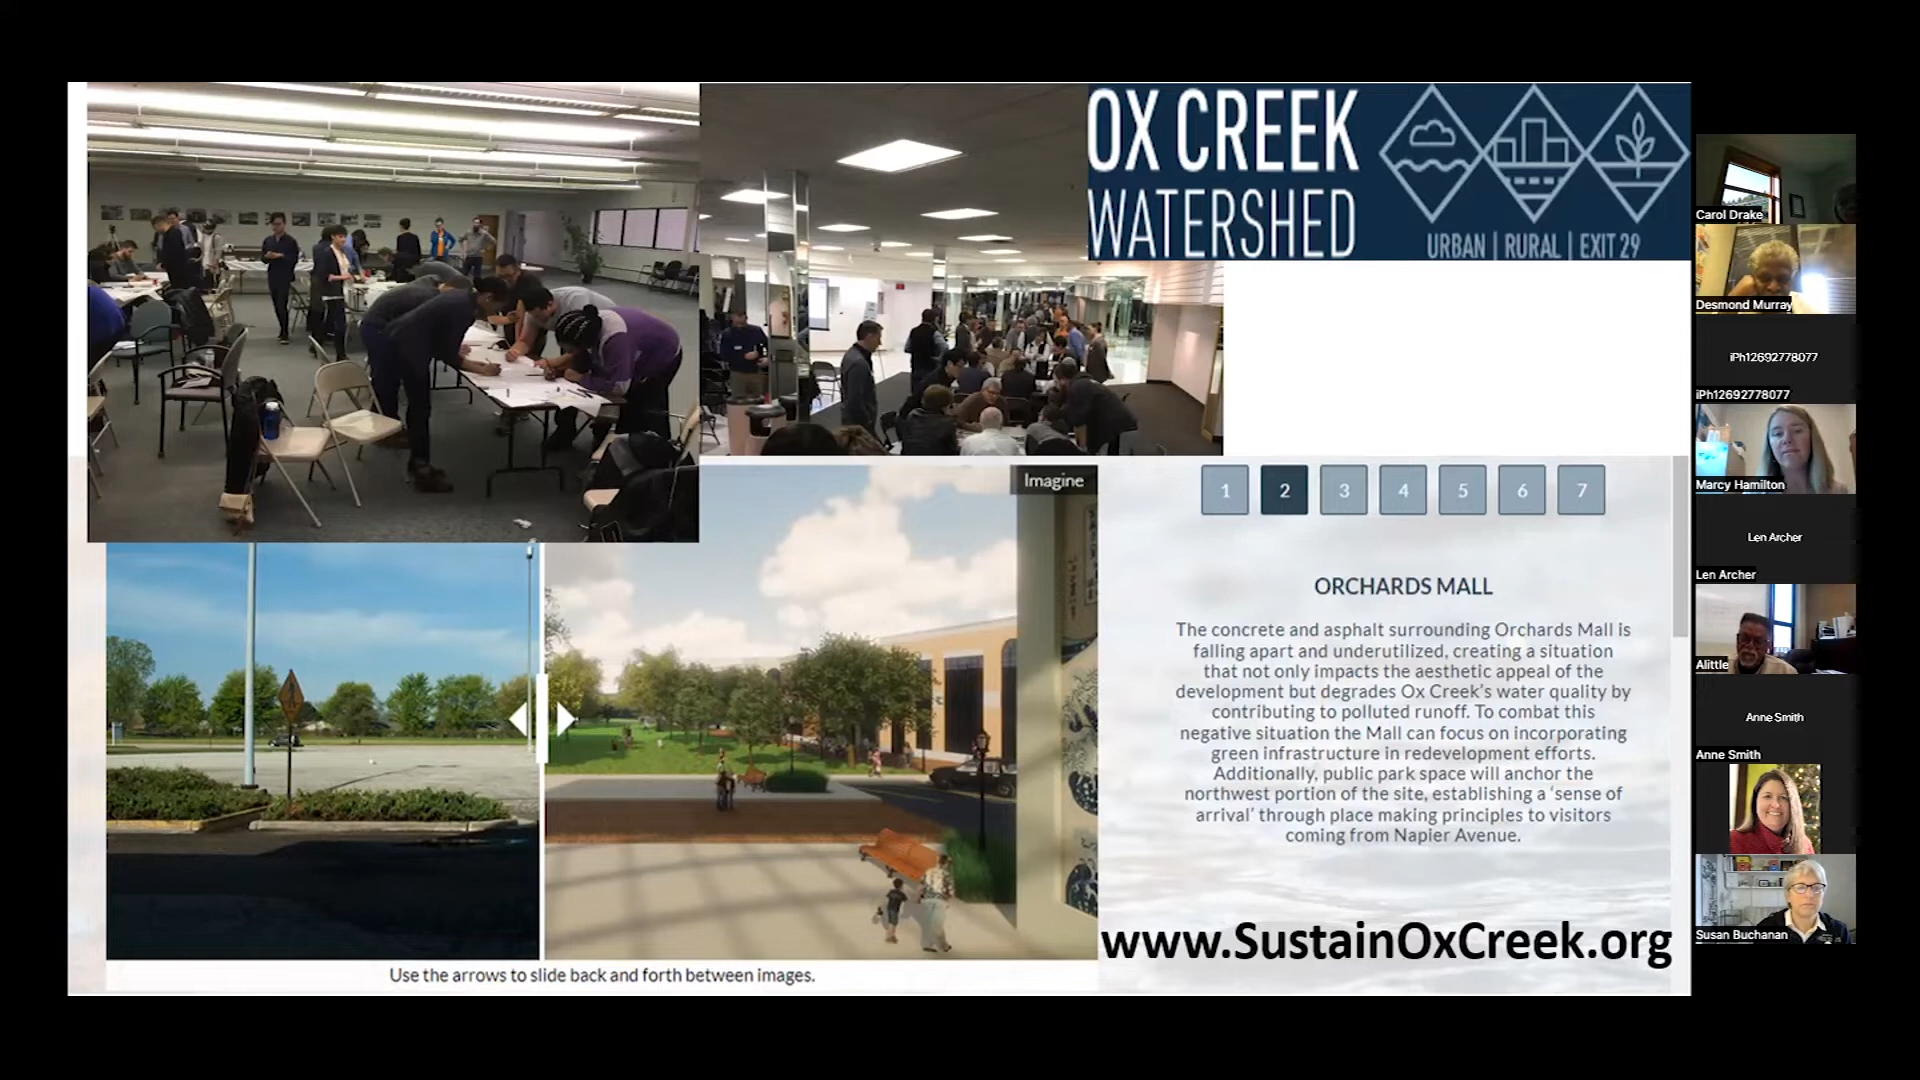 OX CREEK
WATERSHED
URBAN | RURAL | EXIT 29
Imagine
1 2 3 4 5 6 7
ORCHARDS MALL
The concrete and asphalt surrounding Orchards Mall is
falling apart and underutilized, creating a situation
that not only impacts the aesthetic appeal of the
development but degrades Ox Creek's water quality by
contributing to polluted runoff. To combat this
negative situation the Mall can focus on incorporating
green infrastructure in redevelopment efforts.
Additionally, public park space will anchor the
northwest portion of the site, establishing a 'sense of
arrival' through place making principles to visitors
coming from Napier Avenue.
www.SustainOxCreek.org
Use the arrows to slide back and forth between images.
Carol Drake
Desmond Murray
iPh12692778077
iPh12692778077
Marcy Hamilton
Len Archer
Len Archer
Alittle
Anne Smith
Anne Smith
Susan Buchanan